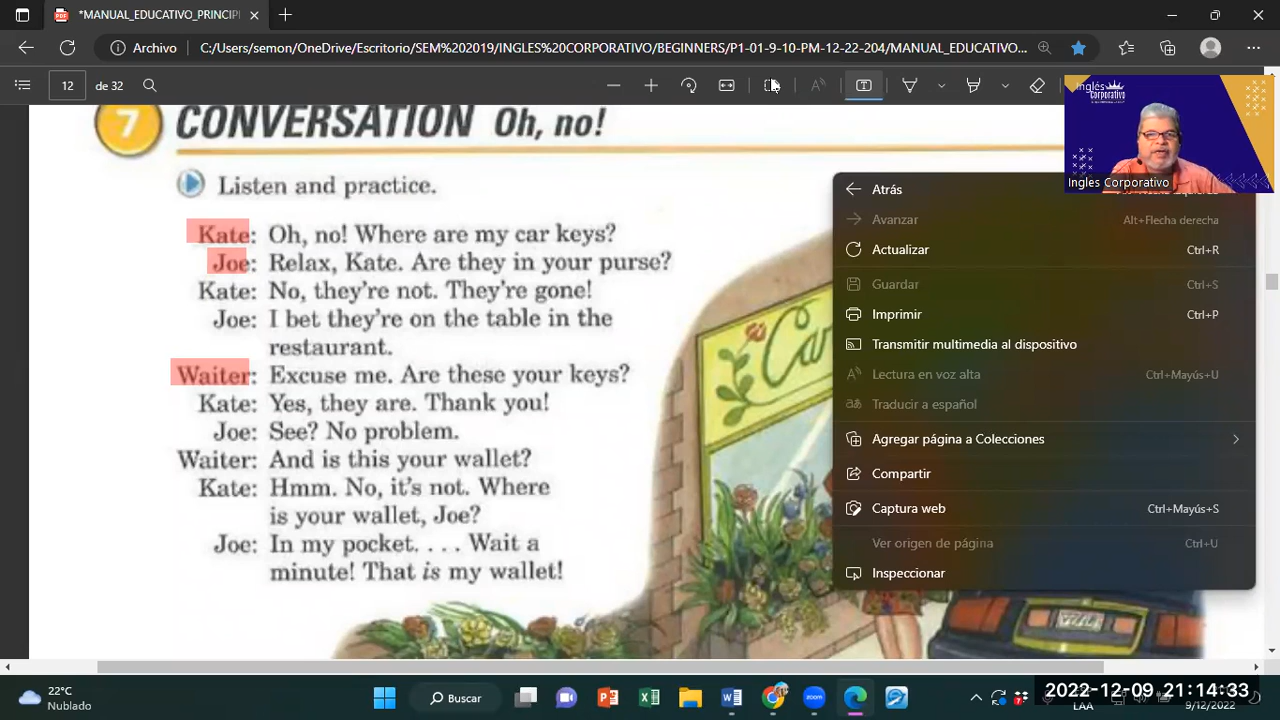 *MANUAL_EDUCATIVO_PRINCIPI
Archivo
C:/Users/semon/OneDrive/Escritorio/SEM%202019/INGLES%20CORPORATIVO/BEGINNERS/P1-01-9-10-PM-12-22-204/MANUAL_EDUCATIVO...
12 de 32
Inglés
Corporativo
Ingles Corporativo
7 CONVERSATION Oh, no!
Listen and practice.
Kate: Oh, no! Where are my car keys?
Joe: Relax, Kate. Are they in your purse?
Kate: No, they're not. They're gone!
Joe: I bet they're on the table in the
restaurant.
Waiter: Excuse me. Are these your keys?
Kate: Yes, they are. Thank you!
Joe: See? No problem.
Waiter: And is this your wallet?
Kate: Hmm. No, it's not. Where
is your wallet, Joe?
Joe: In my pocket. . . . Wait a
minute! That is my wallet!
Car
Atrás
Avanzar Alt+Flecha derecha
Actualizar Ctrl+R
Guardar Ctrl+S
Imprimir Ctrl+P
Transmitir multimedia al dispositivo
Lectura en voz alta Ctrl+Mayús+U
Traducir a español
Agregar página a Colecciones
Compartir
Captura web Ctrl+Mayús+S
Ver origen de página Ctrl+U
Inspeccionar
22°C
Nublado
Buscar
2022-12-09 21:14:33
LAA
9/12/2022